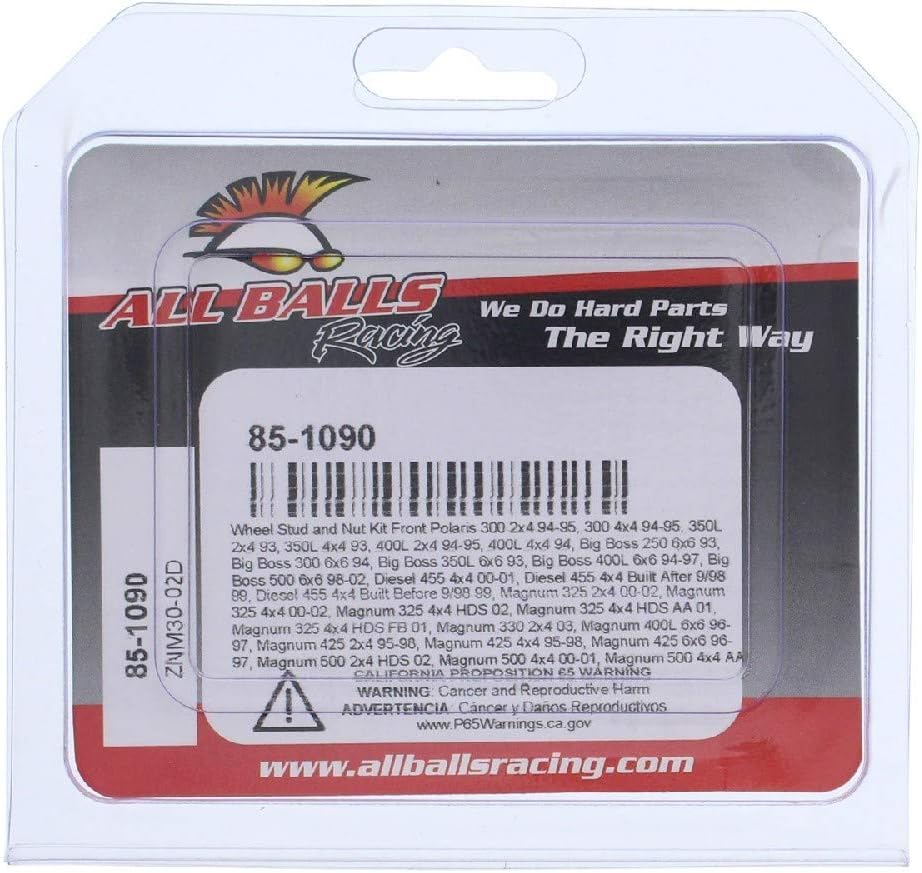 ALL BALLS
Racing
We Do Hard Parts
The Right Way
85-1090
Wheel Stud and Nut Kit Front Polaris 300 2x4 94-95, 300 4x4 94-95, 350L
2x4 93, 350L 4x4 93, 400L 2x4 94-95, 400L 4x4 94, Big Boss 250 6x6 93,
Big Boss 300 6x6 94, Big Boss 350L 6x6 93, Big Boss 400L 6x6 94-97, Big
Boss 500 6x6 98-02, Diesel 455 4x4 00-01, Diesel 455 4x4 Built After 9/98
99, Diesel 455 4x4 Built Before 9/98 99, Magnum 325 2x4 00-02, Magnum
325 4x4 00-02, Magnum 325 4x4 HDS 02, Magnum 325 4x4 HDS AA 01,
Magnum 325 4x4 HDS FB 01, Magnum 330 2x4 03, Magnum 400L 6x6 96-
97, Magnum 425 2x4 95-98, Magnum 425 4x4 95-98, Magnum 425 6x6 96-
97, Magnum 500 2x4 HDS 02, Magnum 500 4x4 00-01, Magnum 500 4x4 AA
CALIFORNIA PROPOSITION 65 WARNING
WARNING: Cancer and Reproductive Harm
ADVERTENCIA: Cáncer y Daños Reproductivos
www.P65Warnings.ca.gov
85-1090
ZNM30-02D
www.allballsracing.com